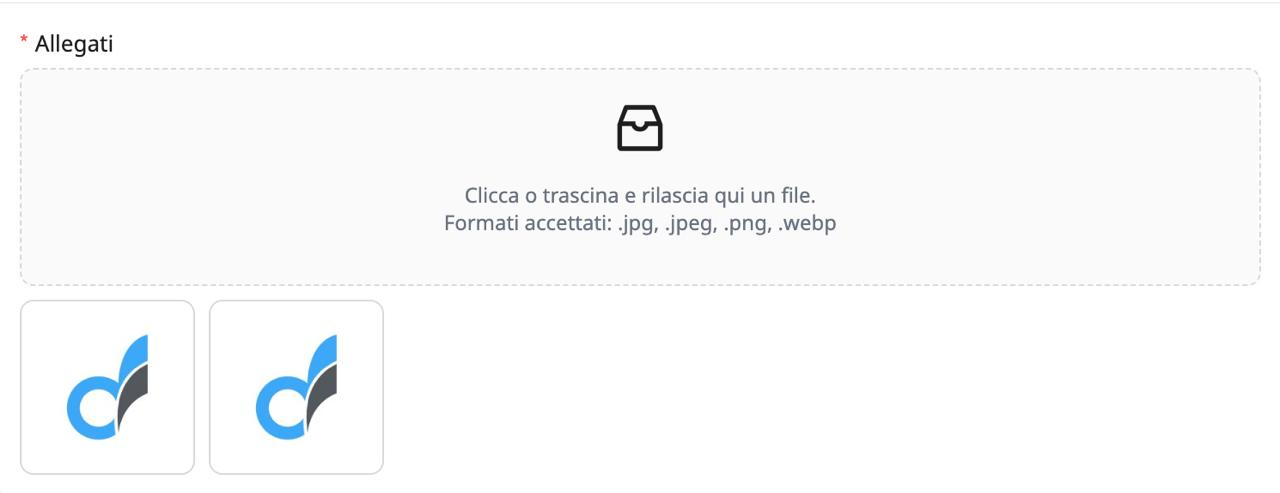 * Allegati
Clicca o trascina e rilascia qui un file.
Formati accettati: .jpg, .jpeg, .png, .webp